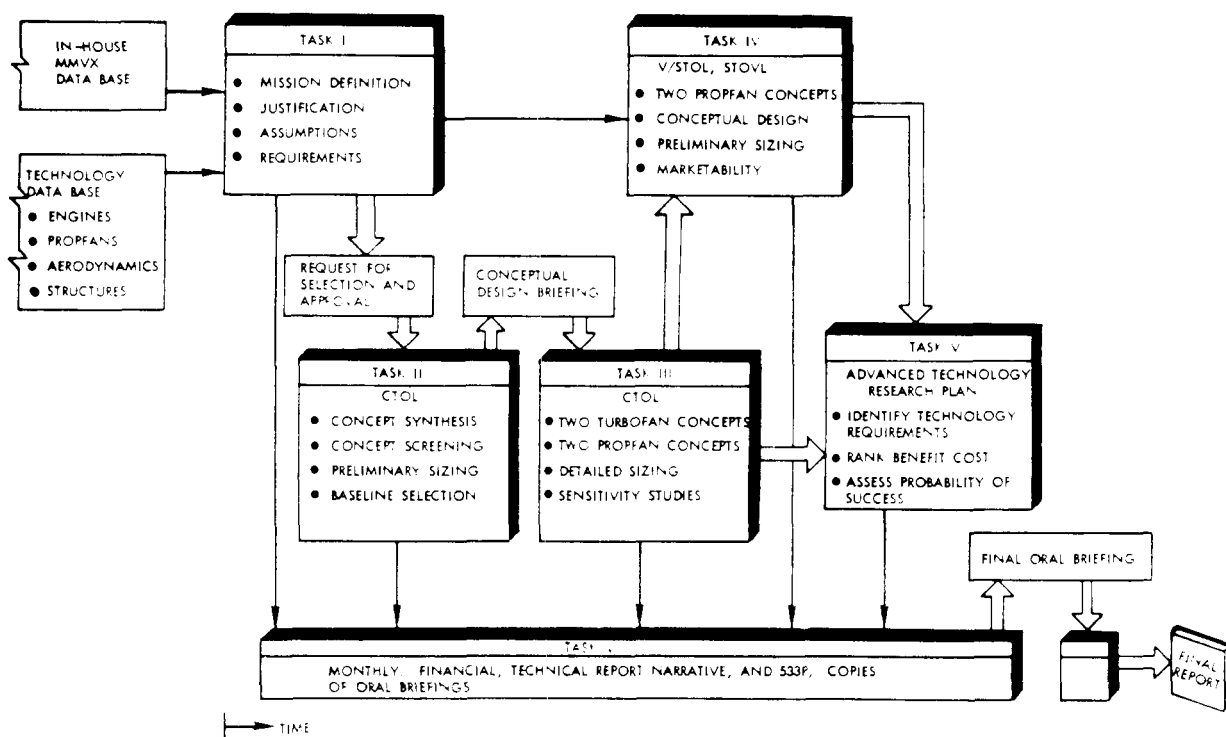 IN-HOUSE
MMVX
DATA BASE
TECHNOLOGY
DATA BASE
● ENGINES
● PROPFANS
● AERODYNAMICS
● STRUCTURES
TASK I
● MISSION DEFINITION
● JUSTIFICATION
● ASSUMPTIONS
● REQUIREMENTS
TASK IV
V/STOL, STOVL
● TWO PROPFAN CONCEPTS
● CONCEPTUAL DESIGN
● PRELIMINARY SIZING
● MARKETABILITY
REQUEST FOR
SELECTION AND
APPROVAL
CONCEPTUAL
DESIGN BRIEFING
TASK II
CTOL
● CONCEPT SYNTHESIS
● CONCEPT SCREENING
● PRELIMINARY SIZING
● BASELINE SELECTION
TASK III
CTOL
● TWO TURBOFAN CONCEPTS
● TWO PROPFAN CONCEPTS
● DETAILED SIZING
● SENSITIVITY STUDIES
TASK V
ADVANCED TECHNOLOGY
RESEARCH PLAN
● IDENTIFY TECHNOLOGY
REQUIREMENTS
● RANK BENEFIT COST
● ASSESS PROBABILITY OF
SUCCESS
FINAL ORAL BRIEFING
TASK
MONTHLY: FINANCIAL, TECHNICAL REPORT NARRATIVE, AND 533P, COPIES
OF ORAL BRIEFINGS
FINAL
REPORT
TIME